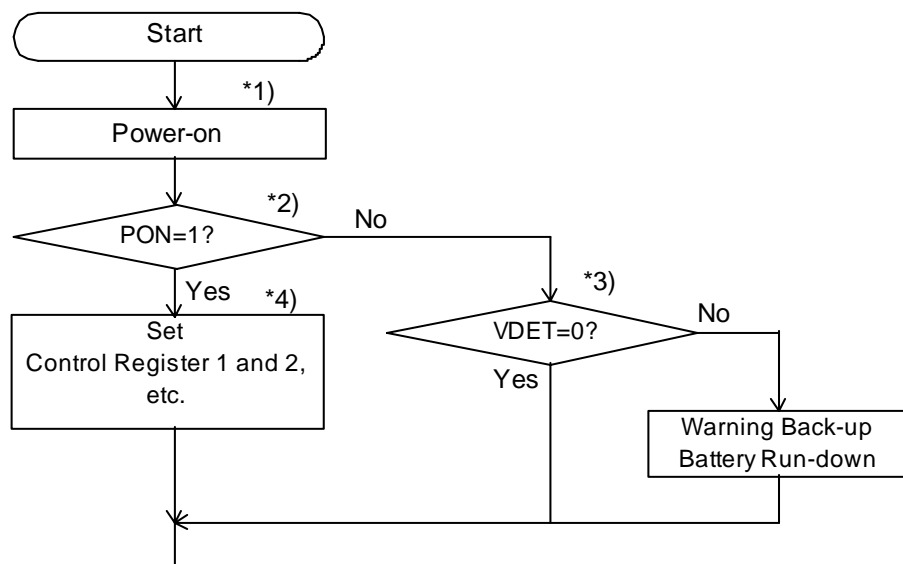 Start
*1)
Power-on
*2)
No
PON=1?
*3)
Yes
*4)
No
Set
VDET=0?
Control Register 1 and 2,
Yes
etc.
Warning Back-up
Battery Run-down